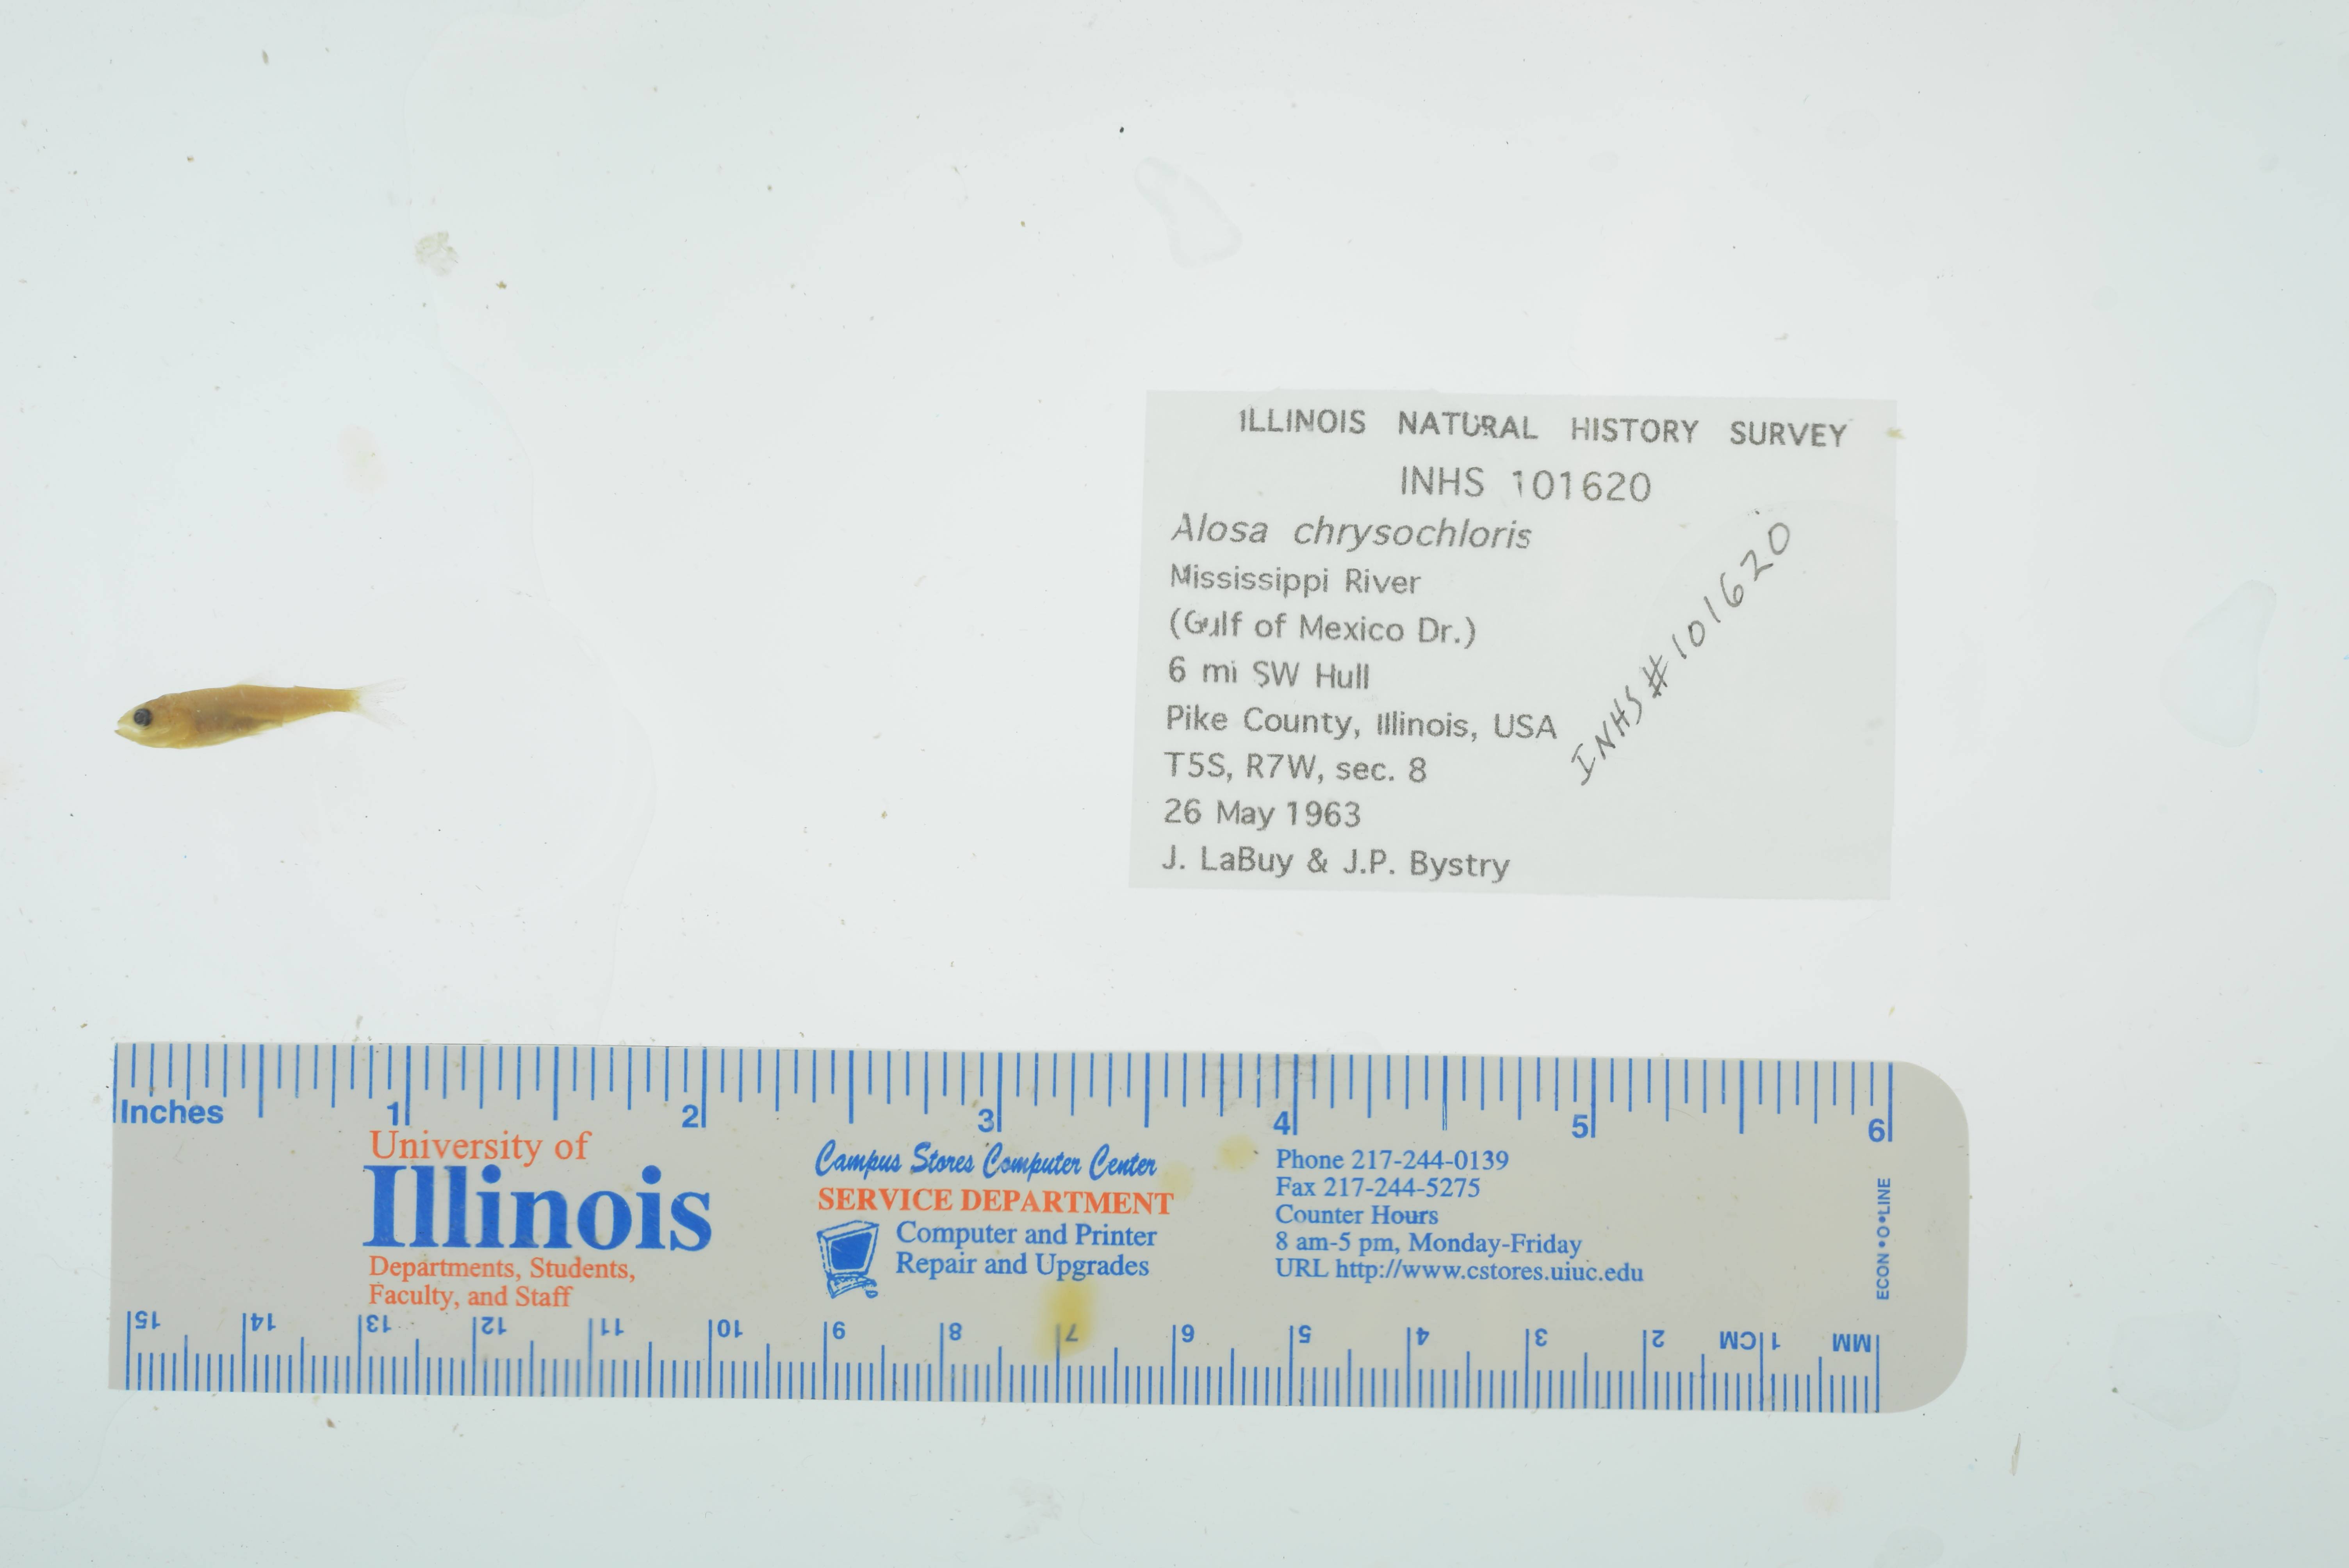 ILLINOIS NATURAL HISTORY SURVEY
INHS 101620
Alosa chrysochloris
Mississippi River
(Gulf of Mexico Dr.)
6 mi SW Hull
Pike County, Illinois, USA
T5S, R7W, sec. 8
26 May 1963
J. LaBuy & J.P. Bystry
INHS # 101620
Inches 1 2 3 4 5 6
University of
Illinois
Departments, Students,
Faculty, and Staff
Campus Stores Computer Center
SERVICE DEPARTMENT
Computer and Printer
Repair and Upgrades
Phone 217-244-0139
Fax 217-244-5275
Counter Hours
8 am-5 pm, Monday-Friday
URL http://www.cstores.uiuc.edu
ECON•O•LINE
MM 1 CM 2 3 4 5 6 7 8 9 10 11 12 13 14 15